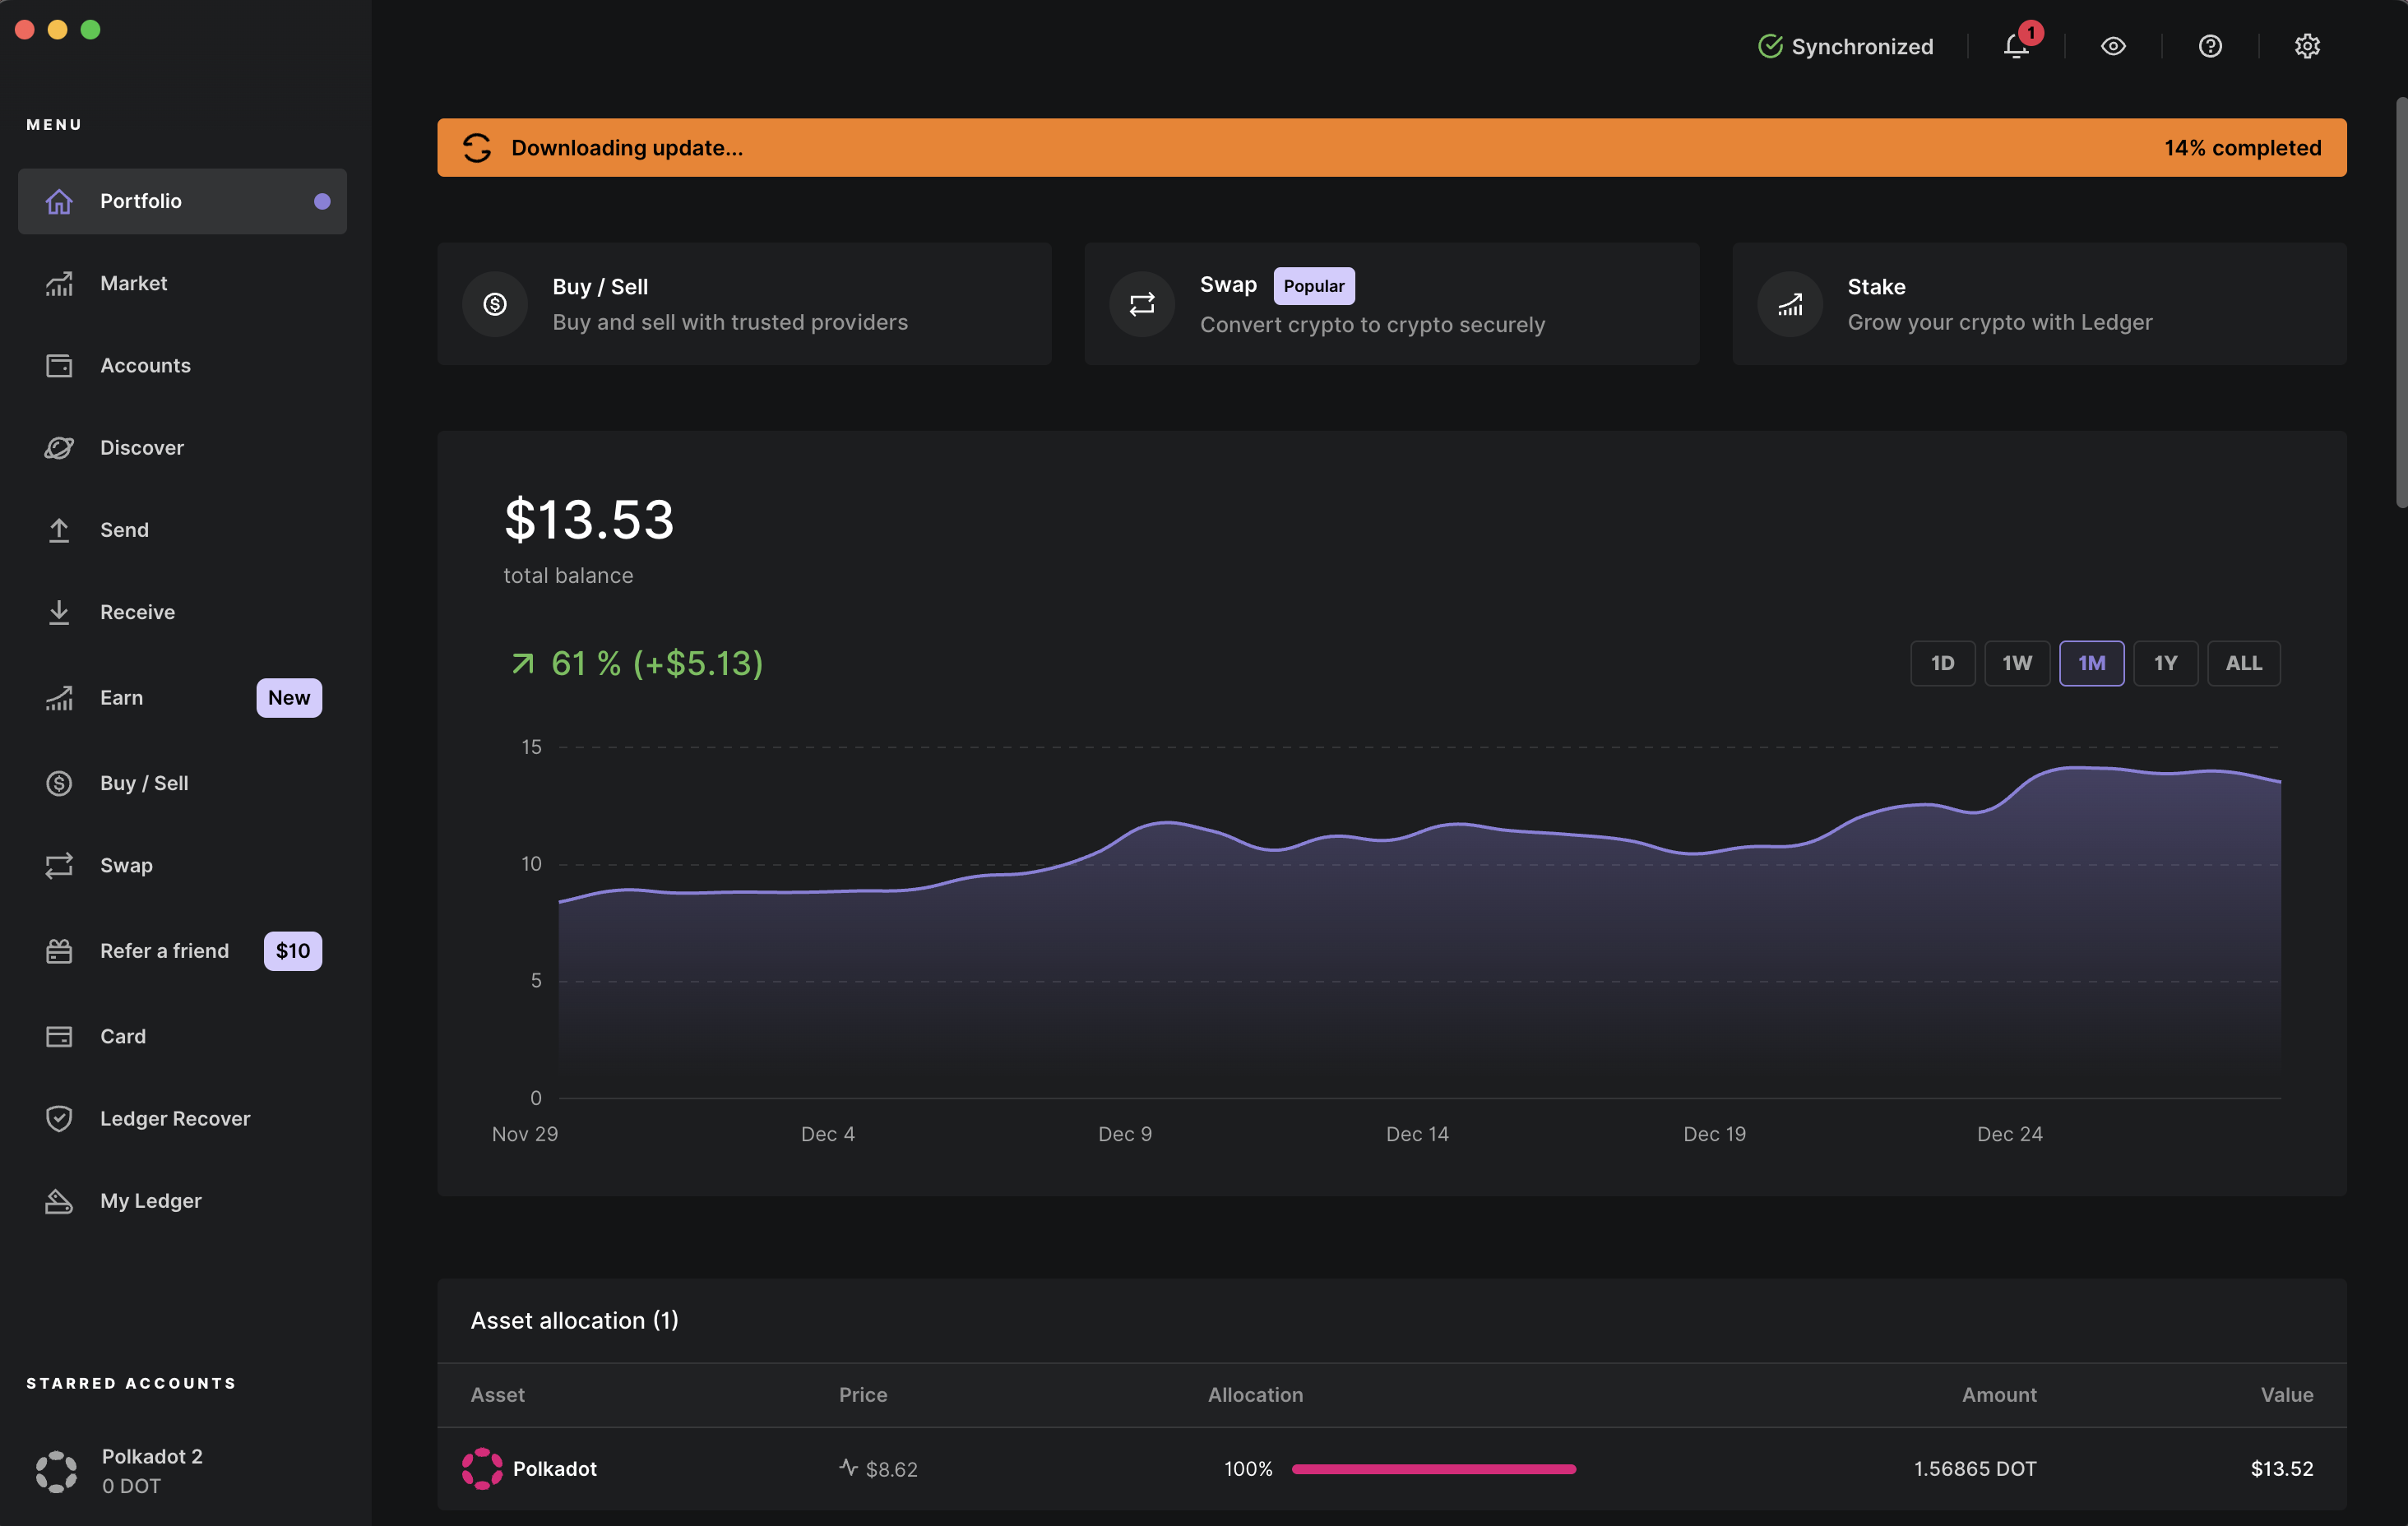 MENU
Portfolio
Market
Accounts
Discover
Send
Receive
Earn New
Buy / Sell
Swap
Refer a friend $10
Card
Ledger Recover
My Ledger
STARRED ACCOUNTS
Polkadot 2
0 DOT
Synchronized 1
Downloading update... 14% completed
Buy / Sell
Buy and sell with trusted providers
Swap Popular
Convert crypto to crypto securely
Stake
Grow your crypto with Ledger
$13.53
total balance
61 % (+$5.13)
1D 1W 1M 1Y ALL
15
10
5
0
Nov 29 Dec 4 Dec 9 Dec 14 Dec 19 Dec 24
Asset allocation (1)
Asset Price Allocation Amount Value
Polkadot $8.62 100% 1.56865 DOT $13.52